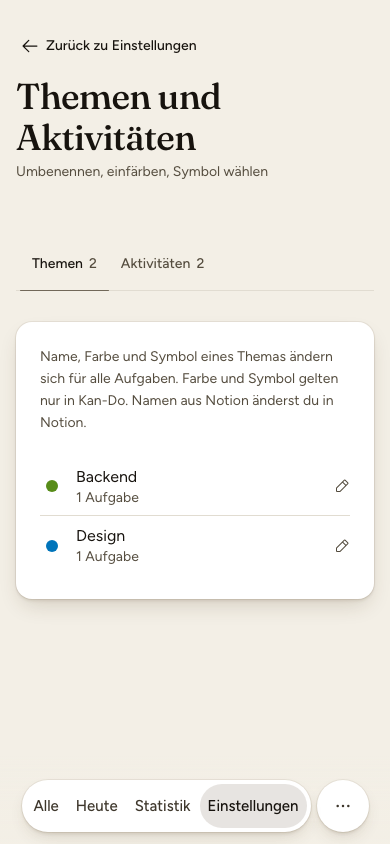 Zurück zu Einstellungen
Themen und
Aktivitäten
Umbenennen, einfärben, Symbol wählen
Themen 2 Aktivitäten 2
Name, Farbe und Symbol eines Themas ändern
sich für alle Aufgaben. Farbe und Symbol gelten
nur in Kan-Do. Namen aus Notion änderst du in
Notion.
Backend
1 Aufgabe
Design
1 Aufgabe
Alle Heute Statistik Einstellungen